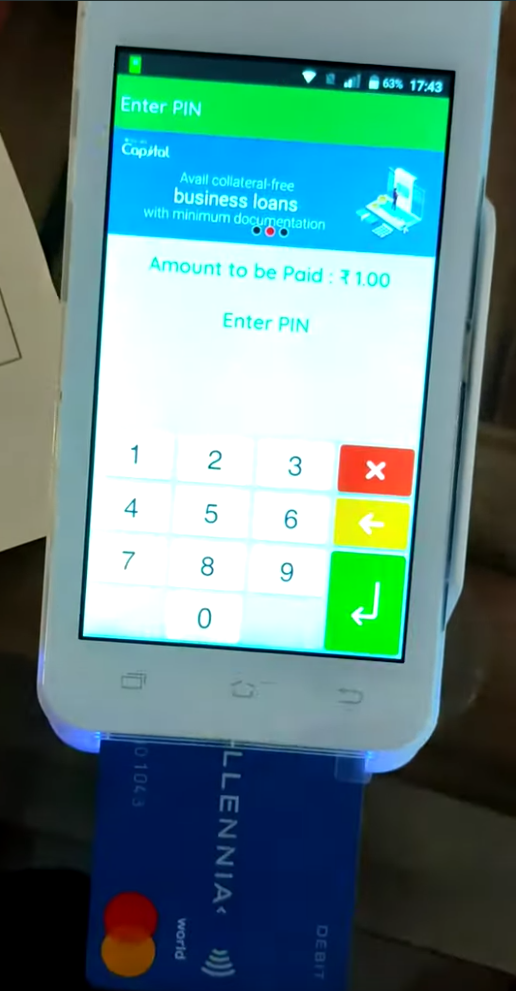 63% 17:43
Enter PIN
Capital
Avail collateral-free
business loans
with minimum documentation
Amount to be Paid : ₹ 1.00
Enter PIN
1 2 3
4 5 6
7 8 9
0
01043
ILLENNIA
world
DEBIT